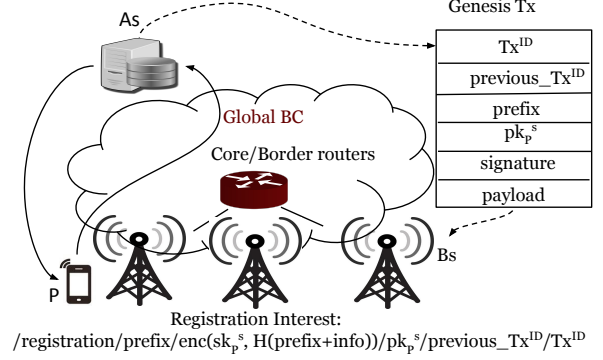 Genesis Tx
As
Tx^ID
previous_Tx^ID
prefix
pk_P^s
signature
payload
Global BC
Core/Border routers
Bs
P
Registration Interest:
/registration/prefix/enc(sk_P^s, H(prefix+info))/pk_P^s/previous_Tx^ID/Tx^ID